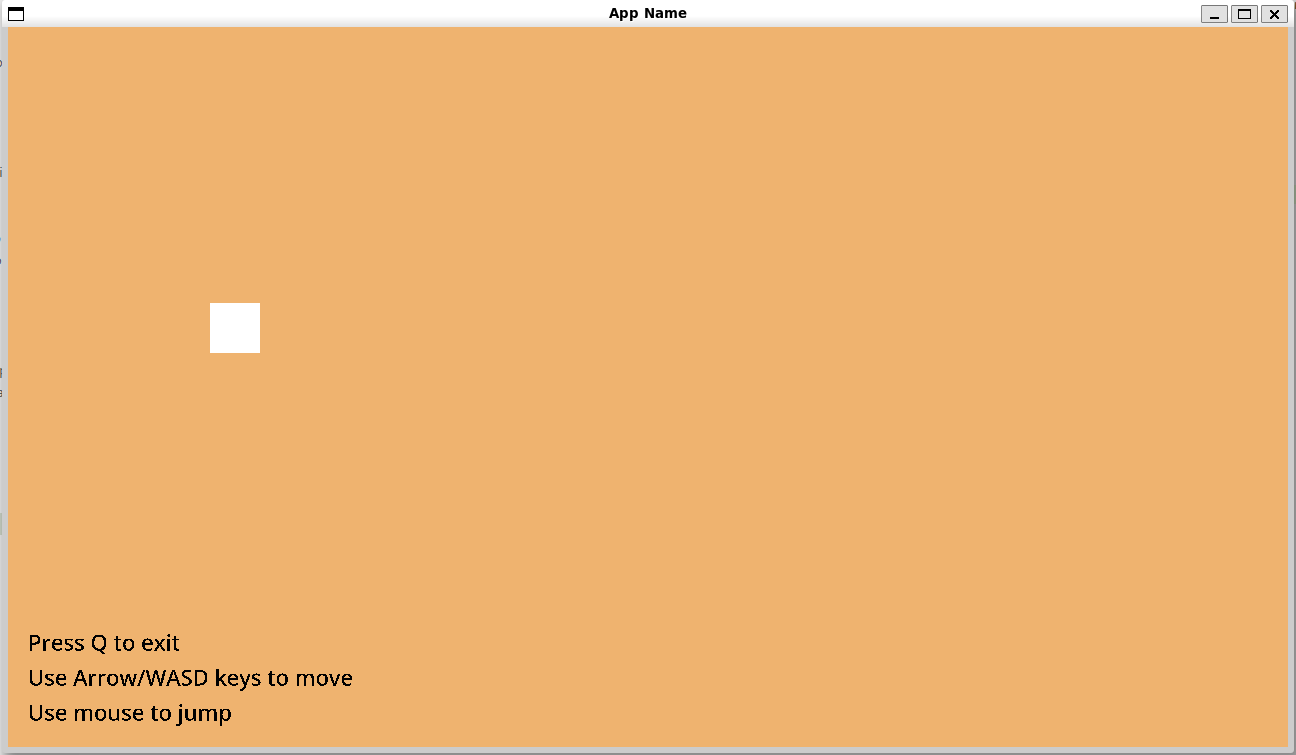 App Name
Press Q to exit
Use Arrow/WASD keys to move
Use mouse to jump